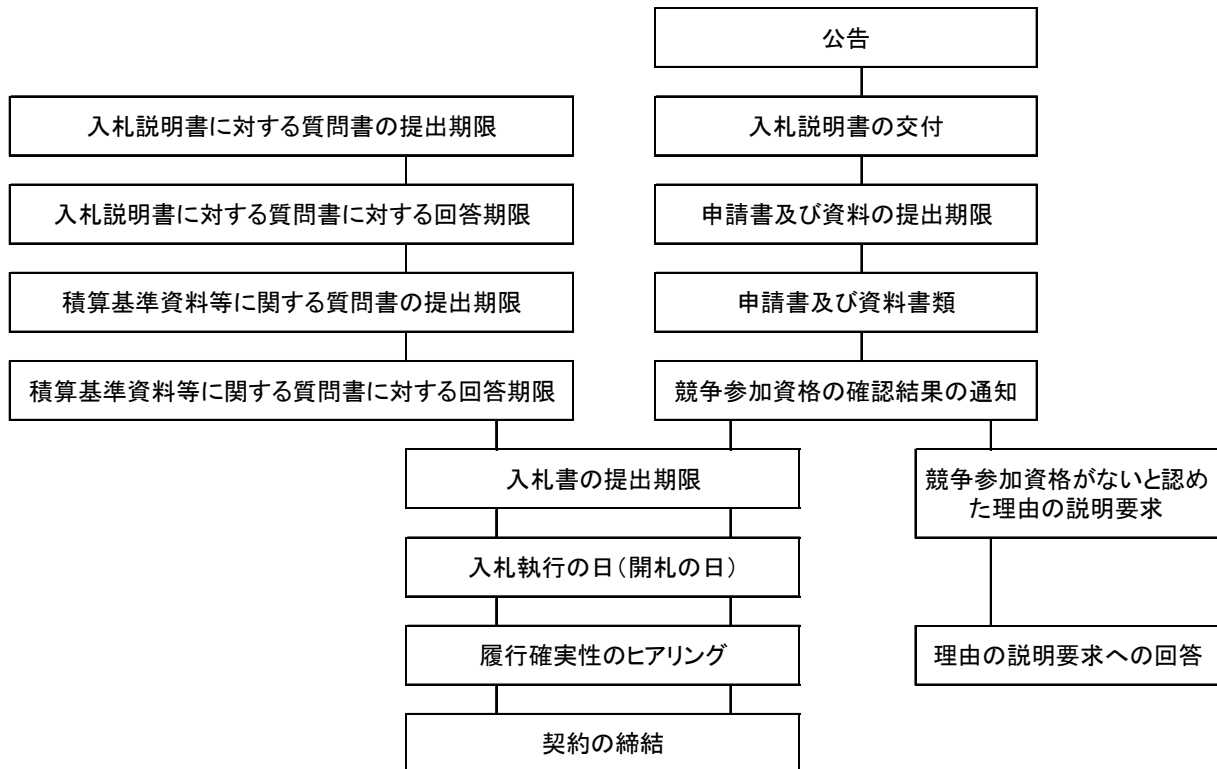 公告
入札説明書に対する質問書の提出期限
入札説明書の交付
入札説明書に対する質問書に対する回答期限
申請書及び資料の提出期限
積算基準資料等に関する質問書の提出期限
申請書及び資料書類
積算基準資料等に関する質問書に対する回答期限
競争参加資格の確認結果の通知
入札書の提出期限
競争参加資格がないと認め
た理由の説明要求
入札執行の日(開札の日)
履行確実性のヒアリング
理由の説明要求への回答
契約の締結